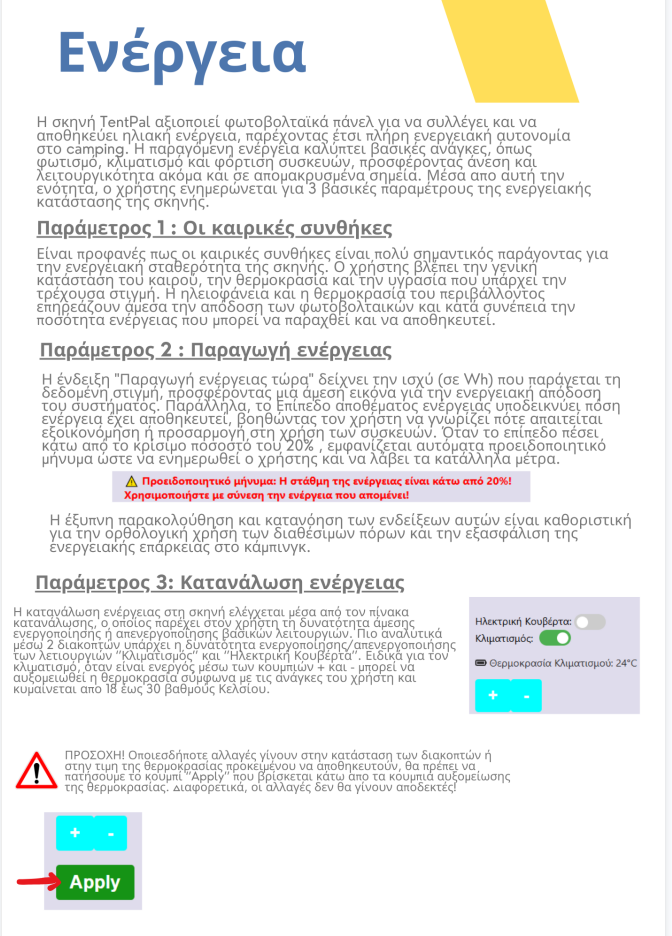 Ενέργεια
Η σκηνή TentPal αξιοποιεί φωτοβολταϊκά πάνελ για να συλλέγει και να
αποθηκεύει ηλιακή ενέργεια, παρέχοντας έτσι πλήρη ενεργειακή αυτονομία
στο camping. Η παραγόμενη ενέργεια καλύπτει βασικές ανάγκες, όπως
φωτισμό, κλιματισμό και φόρτιση συσκευών, προσφέροντας άνεση και
λειτουργικότητα ακόμα και σε απομακρυσμένα σημεία. Μέσα απο αυτή την
ενότητα, ο χρήστης ενημερώνεται για 3 βασικές παραμέτρους της ενεργειακής
κατάστασης της σκηνής.
Παράμετρος 1 : Οι καιρικές συνθήκες
Είναι προφανές πως οι καιρικές συνθήκες είναι πολύ σημαντικός παράγοντας για
την ενεργειακή σταθερότητα της σκηνής. Ο χρήστης βλέπει την γενική
κατάσταση του καιρού, την θερμοκρασία και την υγρασία που υπάρχει την
τρέχουσα στιγμή. Η ηλειοφάνεια και η θερμοκρασία του περιβάλλοντος
επηρεάζουν άμεσα την απόδοση των φωτοβολταικών και κατά συνέπεια την
ποσότητα ενέργειας που μπορεί να παραχθεί και να αποθηκευτεί.
Παράμετρος 2 : Παραγωγή ενέργειας
Η ένδειξη "Παραγωγή ενέργειας τώρα" δείχνει την ισχύ (σε Wh) που παράγεται τη
δεδομένη στιγμή, προσφέροντας μια άμεση εικόνα για την ενεργειακή απόδοση
του συστήματος. Παράλληλα, το Επίπεδο αποθέματος ενέργειας υποδεικνύει πόση
ενέργεια έχει αποθηκευτεί, βοηθώντας τον χρήστη να γνωρίζει πότε απαιτείται
εξοικονόμηση ή προσαρμογή στη χρήση των συσκευών. Όταν το επίπεδο πέσει
κάτω από το κρίσιμο ποσοστό του 20% , εμφανίζεται αυτόματα προειδοποιητικό
μήνυμα ώστε να ενημερωθεί ο χρήστης και να λάβει τα κατάλληλα μέτρα.
Προειδοποιητικό μήνυμα: Η στάθμη της ενέργειας είναι κάτω από 20%!
Χρησιμοποιήστε με σύνεση την ενέργεια που απομένει!
Η έξυπνη παρακολούθηση και κατανόηση των ενδείξεων αυτών είναι καθοριστική
για την ορθολογική χρήση των διαθέσιμων πόρων και την εξασφάλιση της
ενεργειακής επάρκειας στο κάμπινγκ.
Παράμετρος 3: Κατανάλωση ενέργειας
Η κατανάλωση ενέργειας στη σκηνή ελέγχεται μέσα από τον πίνακα
κατανάλωσης, ο οποίος παρέχει στον χρήστη τη δυνατότητα άμεσης
ενεργοποίησης ή απενεργοποίησης βασικών λειτουργιών. Πιο αναλυτικά
μέσω 2 διακοπτών υπάρχει η δυνατότητα ενεργοποίησης/απενεργοποιήσης
των λετιουργιών ‘’Κλιματισμός’’ και ‘’Ηλεκτρική Κουβέρτα’’. Ειδικά για τον
κλιματισμό, όταν είναι ενεργός μέσω των κουμπιών + και - μπορεί να
αυξομειωθεί η θερμοκρασία σύμφωνα με τις ανάγκες του χρήστη και
κυμαίνεται απο 18 έως 30 βαθμούς Κελσίου.
Ηλεκτρική Κουβέρτα:
Κλιματισμός:
Θερμοκρασία Κλιματισμού: 24°C
+ -
ΠΡΟΣΟΧΗ! Οποιεσδήποτε αλλαγές γίνουν στην κατάσταση των διακοπτών ή
στην τιμη της θερμοκρασίας προκειμένου να αποθηκευτούν, θα πρέπει να
πατήσουμε το κουμπί ‘’Apply’’ που βρίσκεται κάτω απο τα κουμπιά αυξομείωσης
της θερμοκρασίας. Διαφορετικά, οι αλλαγές δεν θα γίνουν αποδεκτές!
+ -
Apply